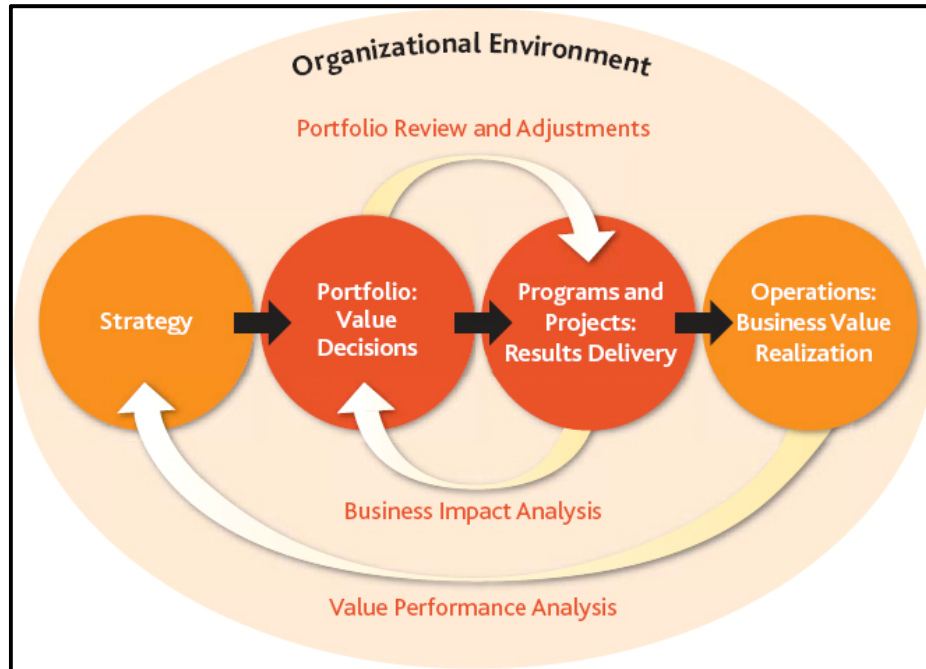 Organizational Environment
Portfolio Review and Adjustments
Strategy
Portfolio:
Value
Decisions
Programs and
Projects:
Results Delivery
Operations:
Business Value
Realization
Business Impact Analysis
Value Performance Analysis